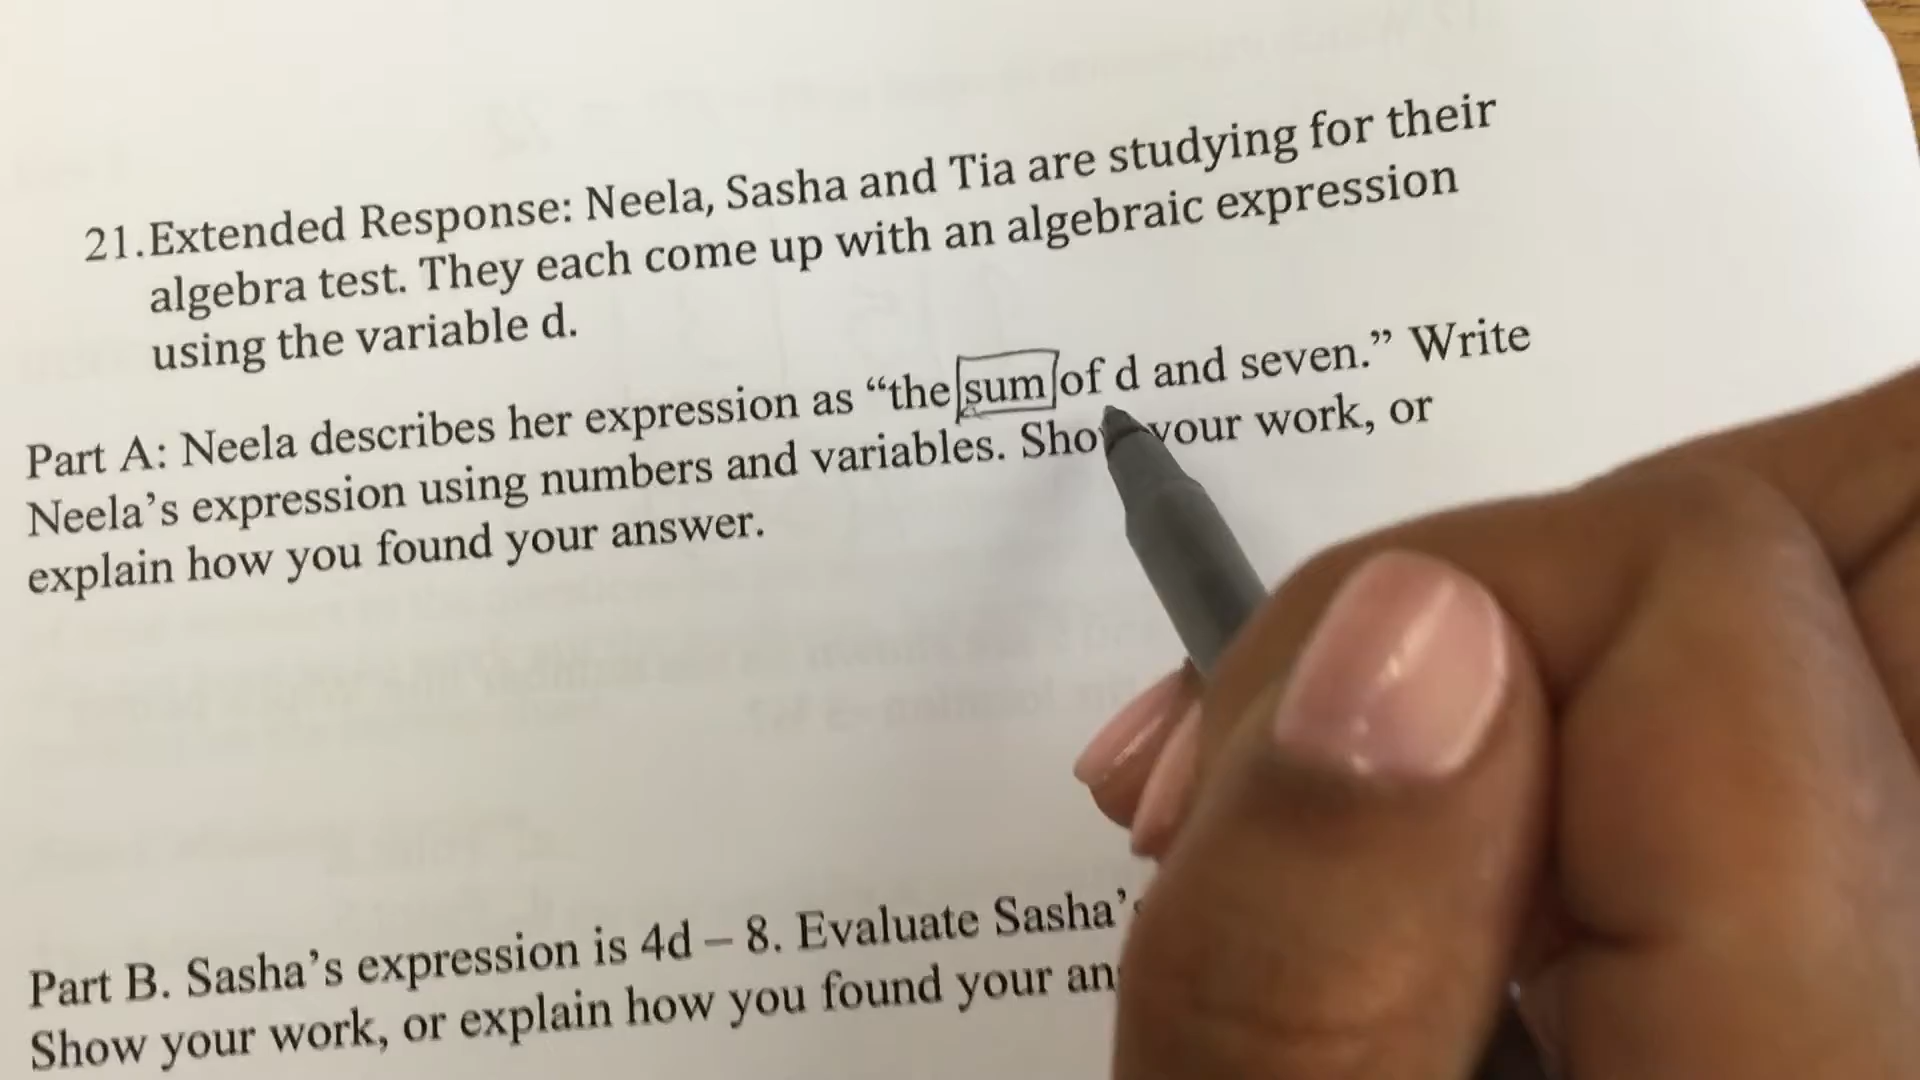 21. Extended Response: Neela, Sasha and Tia are studying for their
algebra test. They each come up with an algebraic expression
using the variable d.
Part A: Neela describes her expression as “the sum of d and seven.” Write
Neela’s expression using numbers and variables. Show your work, or
explain how you found your answer.
Part B. Sasha’s expression is 4d – 8. Evaluate Sasha’s
Show your work, or explain how you found your